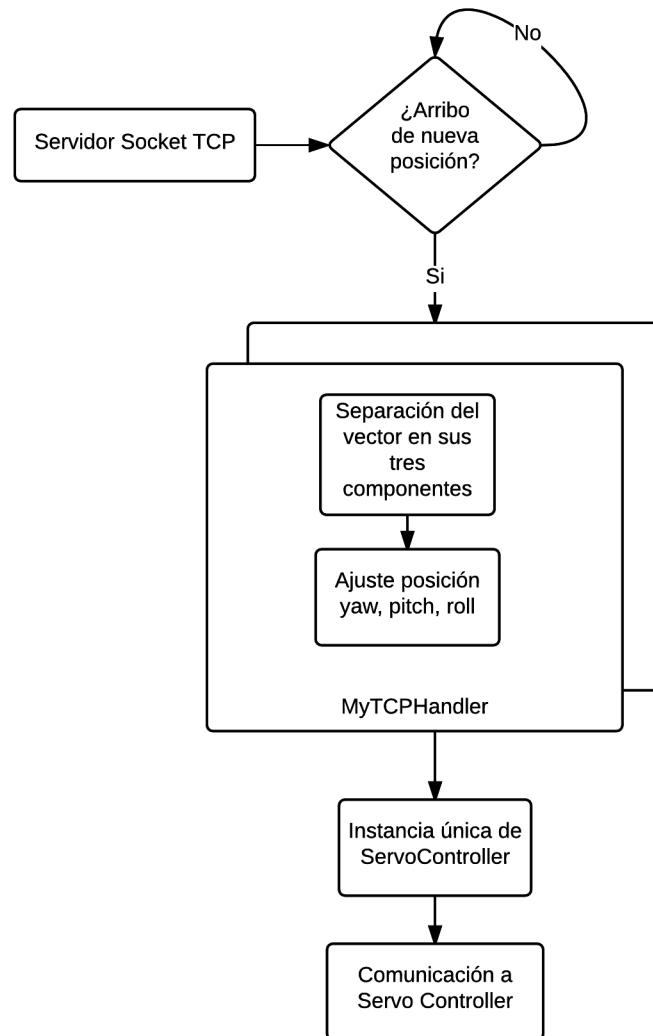 No
¿Arribo
de nueva
posición?
Servidor Socket TCP
Si
Separación del
vector en sus
tres
componentes
Ajuste posición
yaw, pitch, roll
MyTCPHandler
Instancia única de
ServoController
Comunicación a
Servo Controller